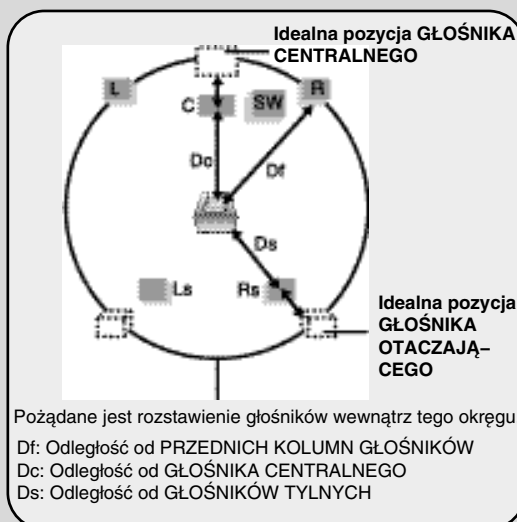 Idealna pozycja GŁOŚNIKA
CENTRALNEGO
L
C
SW
R
Dc
Df
Ds
Ls
Rs
Idealna pozycja
GŁOŚNIKA
OTACZAJĄ–
CEGO
Pożądane jest rozstawienie głośników wewnątrz tego okręgu
Df: Odległość od PRZEDNICH KOLUMN GŁOŚNIKÓW
Dc: Odległość od GŁOŚNIKA CENTRALNEGO
Ds: Odległość od GŁOŚNIKÓW TYLNYCH